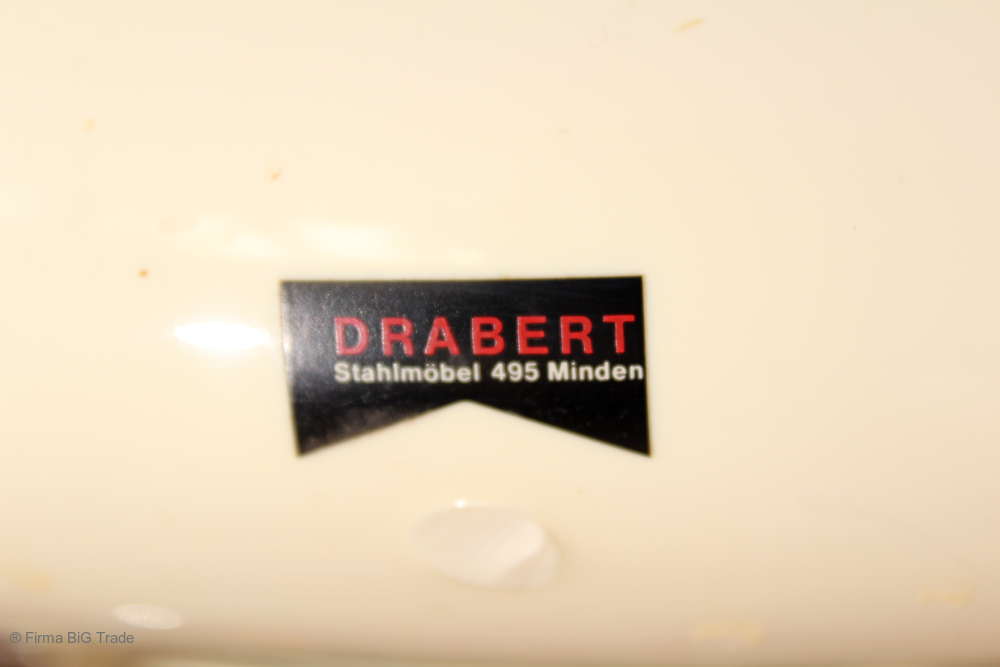 DRABERT
Stahlmöbel 495 Minden
® Firma BiG Trade